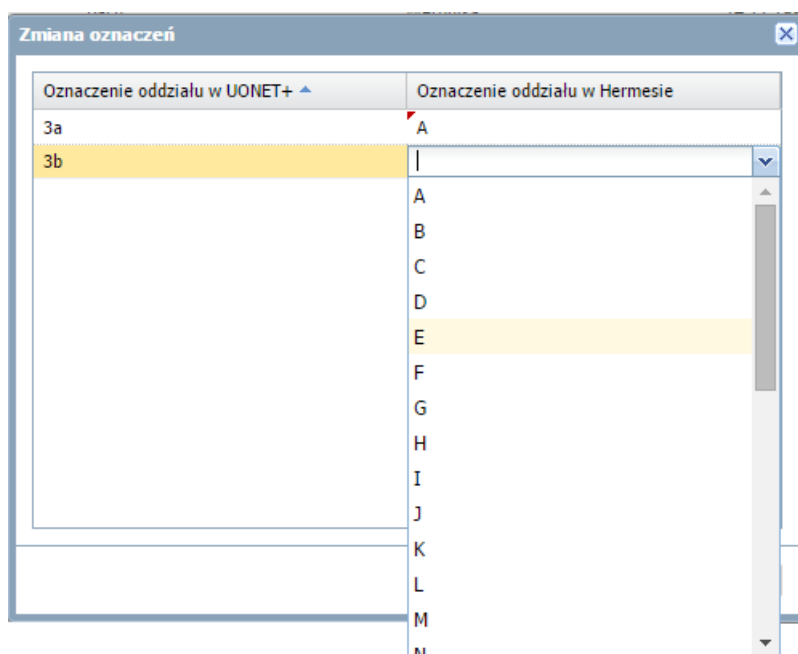 Zmiana oznaczeń
Oznaczenie oddziału w UONET+ Oznaczenie oddziału w Hermesie
3a A
3b
A
B
C
D
E
F
G
H
I
J
K
L
M
N